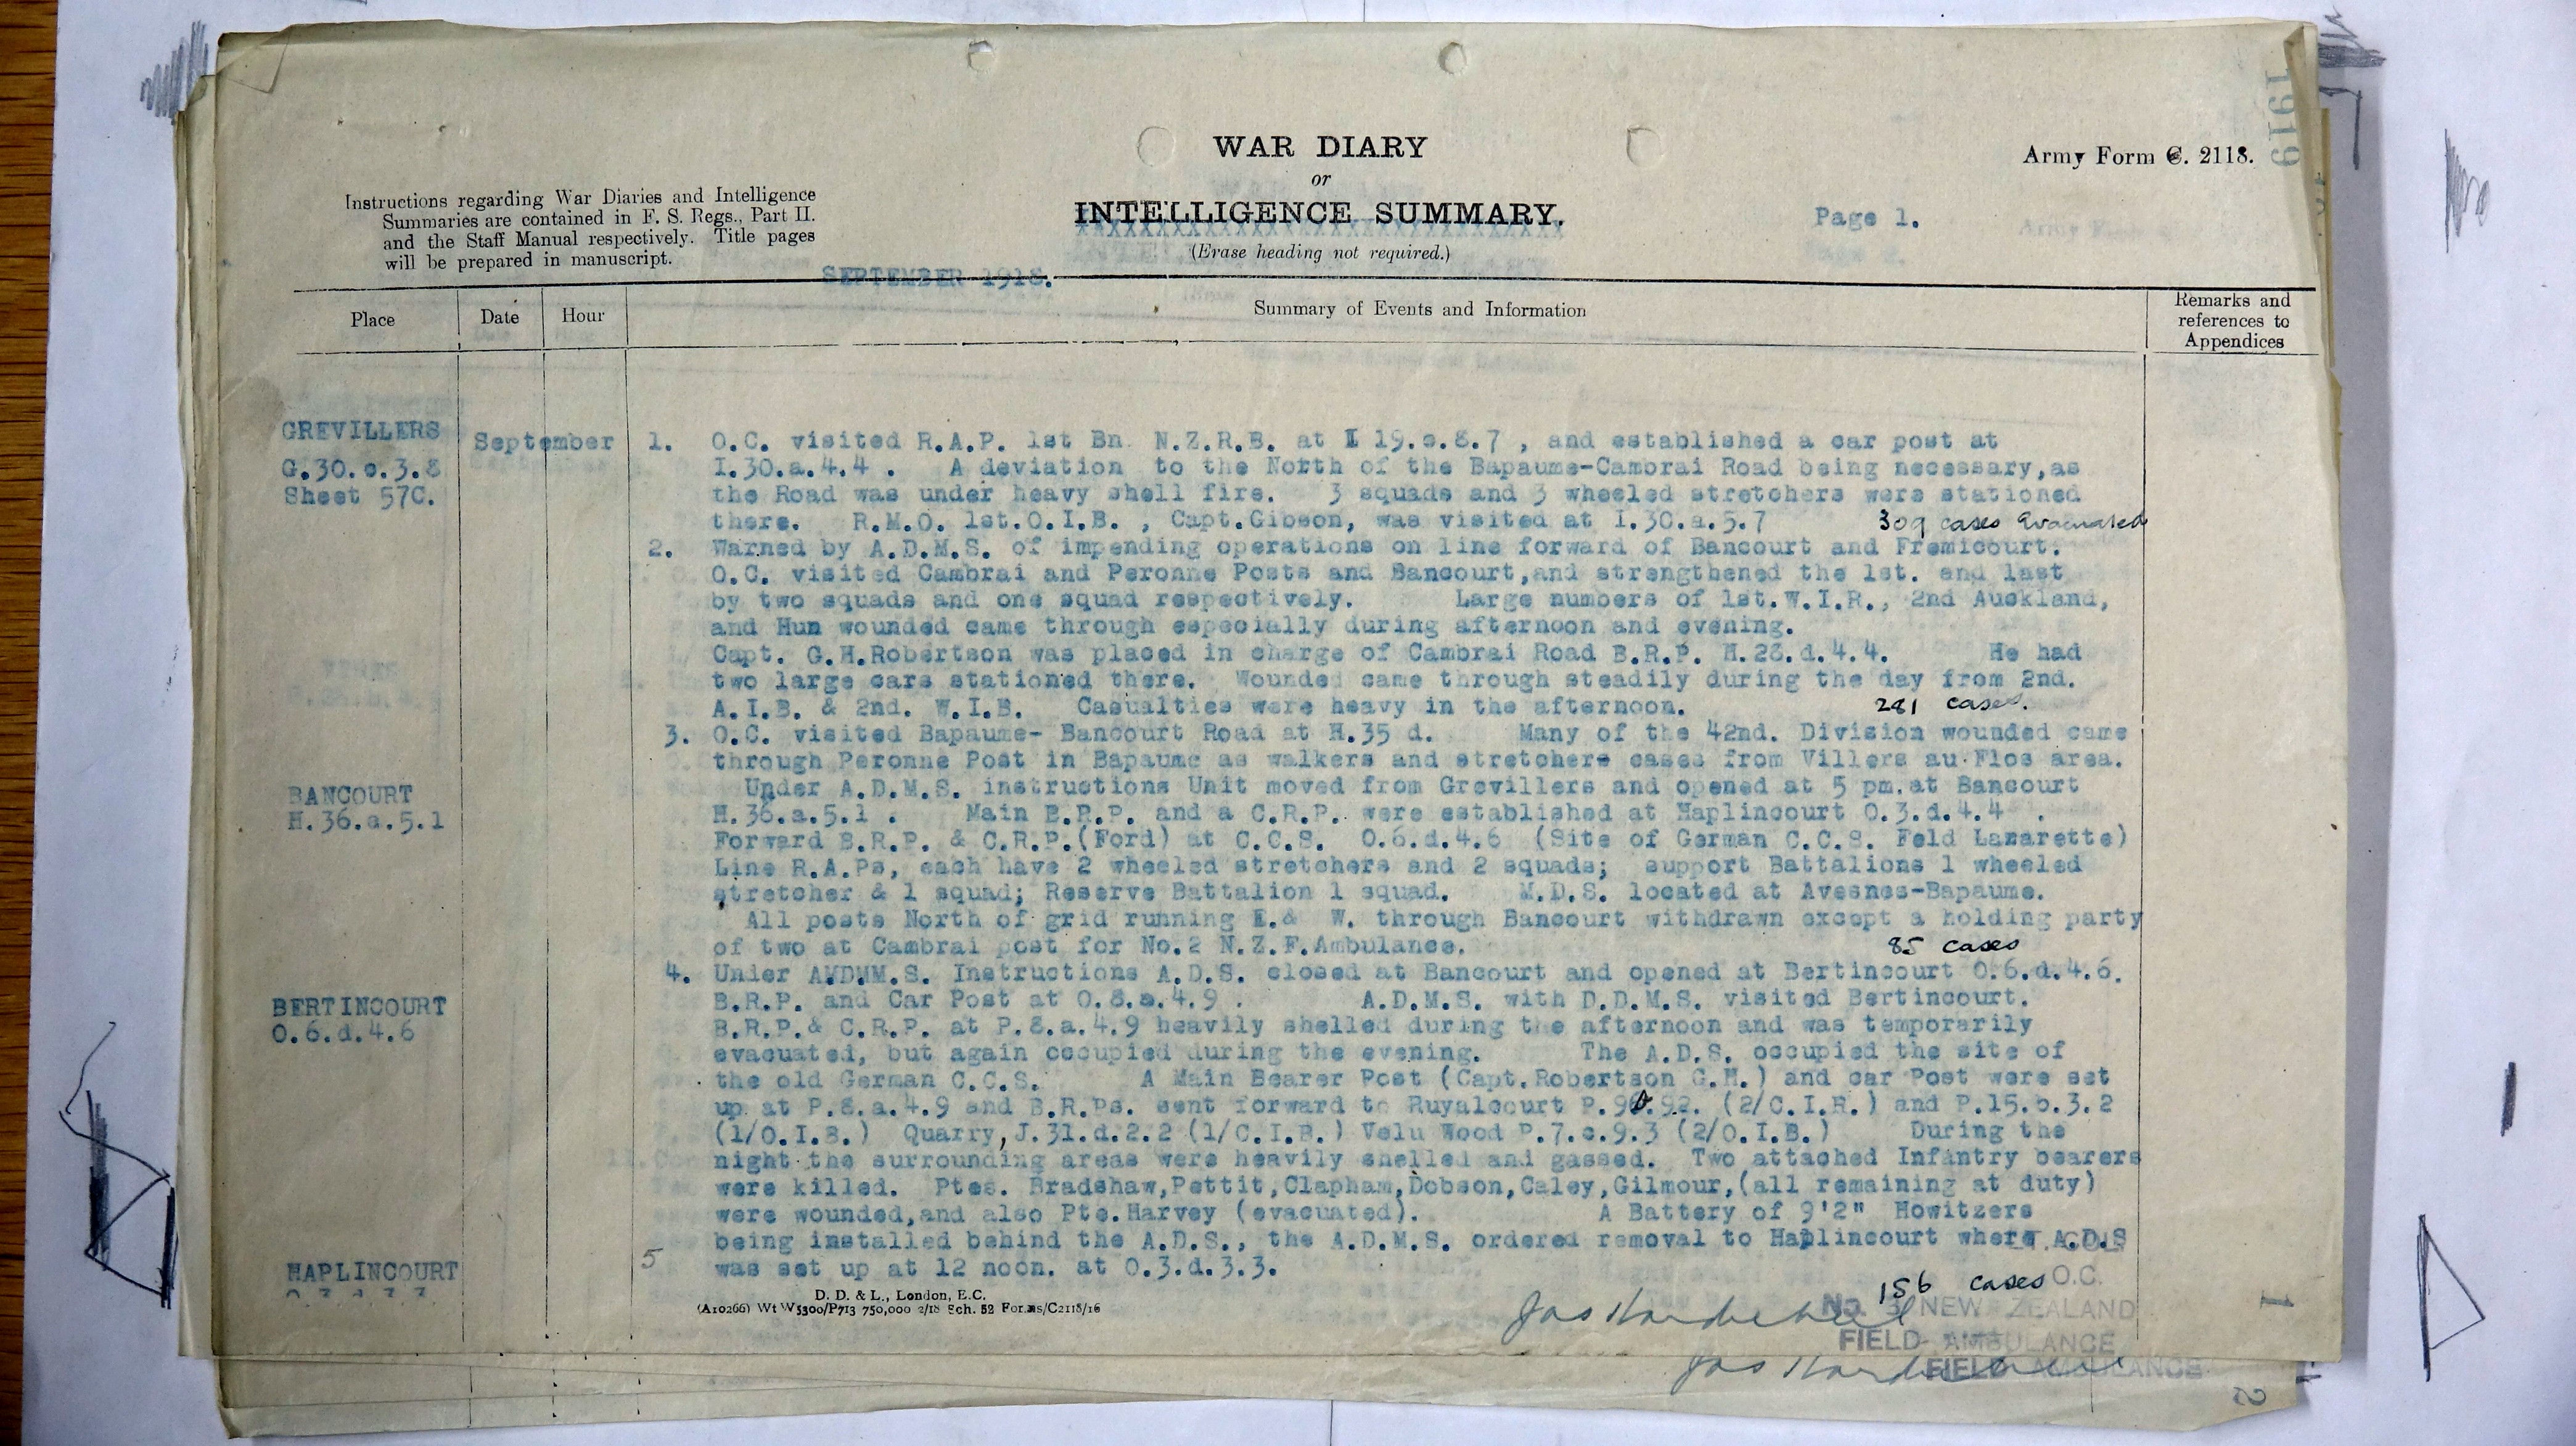 WAR DIARY
or
INTELLIGENCE SUMMARY.
(Erase heading not required.)
Army Form C. 2118.
Page 1.
Instructions regarding War Diaries and Intelligence
Summaries are contained in F. S. Regs., Part II.
and the Staff Manual respectively. Title pages
will be prepared in manuscript.
SEPTEMBER 1918.
1919
Place Date Hour Summary of Events and Information Remarks and references to Appendices
GREVILLERS
G.30.c.3.8
Sheet 57C.
September
1. O.C. visited R.A.P. 1st Bn. N.Z.R.B. at I 19.c.8.7 , and established a car post at
I.30.a.4.4 . A deviation to the North of the Bapaume-Cambrai Road being necessary,as
the Road was under heavy shell fire. 3 squads and 3 wheeled stretchers were stationed
there. R.M.O. 1st.O.I.B. , Capt.Gibson, was visited at I.30.a.5.7 309 cases Evacuated
2. Warned by A.D.M.S. of impending operations on line forward of Bancourt and Fremicourt.
O.C. visited Cambrai and Peronne Posts and Bancourt,and strengthened the 1st. and last
by two squads and one squad respectively. Large numbers of 1st.W.I.R., 2nd Auckland,
and Hun wounded came through especially during afternoon and evening.
Capt. G.H.Robertson was placed in charge of Cambrai Road B.R.P. H.28.d.4.4. He had
two large cars stationed there. Wounded came through steadily during the day from 2nd.
A.I.B. & 2nd. W.I.B. Casualties were heavy in the afternoon. 281 cases.
3. O.C. visited Bapaume- Bancourt Road at H.35 d. Many of the 42nd. Division wounded came
through Peronne Post in Bapaume as walkers and stretchers cases from Villers au Flos area.
Under A.D.M.S. instructions Unit moved from Grevillers and opened at 5 pm.at Bancourt
BANCOURT
H.36.a.5.1
H.36.a.5.1 . Main B.R.P. and a C.R.P. were established at Haplincourt O.3.d.4.4 .
Forward B.R.P. & C.R.P.(Ford) at C.C.S. O.6.d.4.6 (Site of German C.C.S. Feld Lazarette)
Line R.A.Ps, each have 2 wheeled stretchers and 2 squads; support Battalions 1 wheeled
stretcher & 1 squad; Reserve Battalion 1 squad. M.D.S. located at Avesnes-Bapaume.
All posts North of grid running E.& W. through Bancourt withdrawn except a holding party
of two at Cambrai post for No.2 N.Z.F.Ambulance. 85 cases
4. Under AMDMM.S. Instructions A.D.S. closed at Bancourt and opened at Bertincourt O.6.d.4.6.
BERTINCOURT
O.6.d.4.6
B.R.P. and Car Post at O.8.a.4.9 . A.D.M.S. with D.D.M.S. visited Bertincourt.
B.R.P.& C.R.P. at P.8.a.4.9 heavily shelled during the afternoon and was temporarily
evacuated, but again occupied during the evening. The A.D.S. occupied the site of
the old German C.C.S. A Main Bearer Post (Capt.Robertson G.H.) and car Post were set
up at P.8.a.4.9 and B.R.Ps. sent forward to Ruyalcourt (2/C.I.R.) and P.15.b.3.2
(1/O.I.B.) Quarry,J.31.d.2.2 (1/C.I.B.) Velu Wood P.7.c.9.3 (2/O.I.B.) During the
night the surrounding areas were heavily shelled and gassed. Two attached Infantry bearers
were killed. Ptes. Bradshaw,Pettit,Clapham,Dobson,Caley,Gilmour,(all remaining at duty)
were wounded,and also Pte.Harvey (evacuated). A Battery of 9'2" Howitzers
being installed behind the A.D.S., the A.D.M.S. ordered removal to Haplincourt where A.D.S
HAPLINCOURT
5 was set up at 12 noon. at O.3.d.3.3.
156 cases
LT.COL.
O.C.
No. 3 NEW ZEALAND
FIELD AMBULANCE
D. D. & L., London, E.C.
(A10266) Wt W5300/P713 750,000 2/18 Sch. 52 Forms/C2118/16
FIELD AMBULANCE
1
2